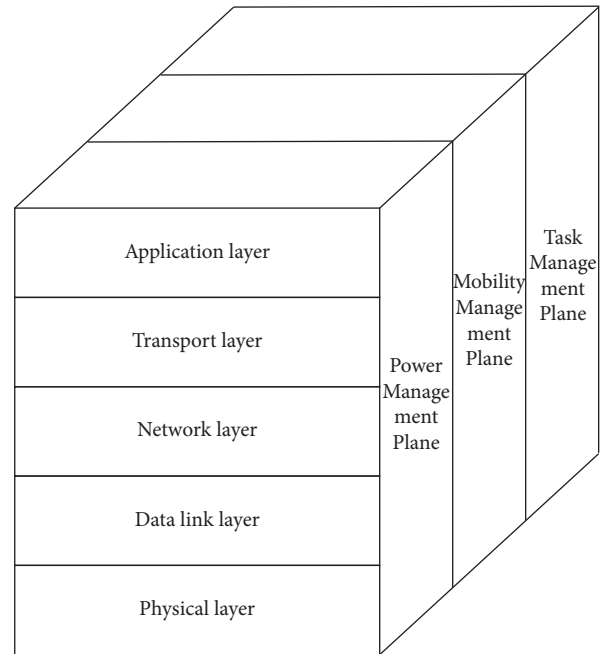 Application layer
Transport layer
Network layer
Data link layer
Physical layer
Power
Manage
ment
Plane
Mobility
Manage
ment
Plane
Task
Manage
ment
Plane